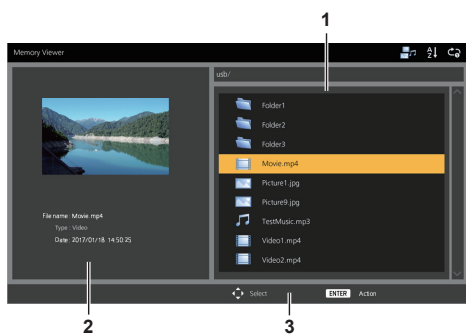 1
Memory Viewer
usb/
Folder1
Folder2
Folder3
Movie.mp4
Picture1.jpg
Picture9.jpg
TestMusic.mp3
Video1.mp4
Video2.mp4
File name : Movie.mp4
Type : Video
Date : 2017/01/18 14:50:25
Select
ENTER Action
2
3